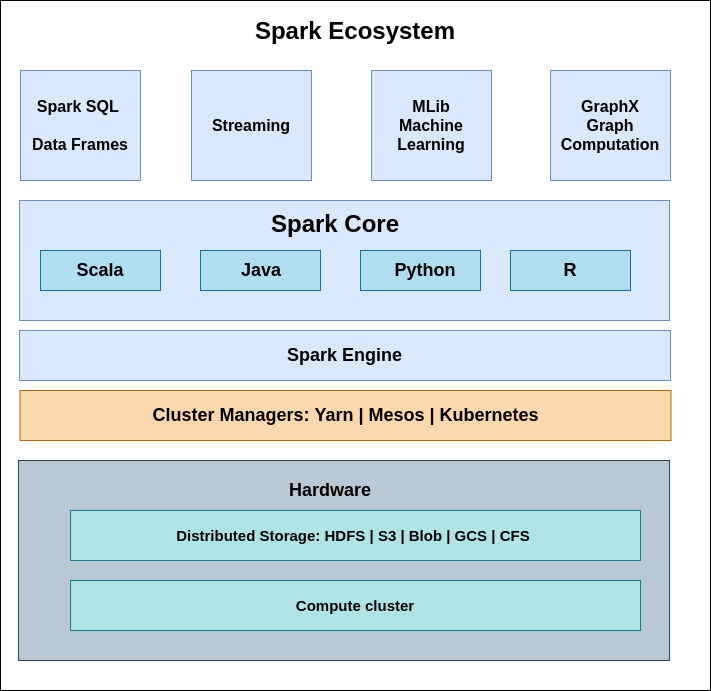 Spark Ecosystem
Spark SQL
Data Frames
Streaming
MLib
Machine
Learning
GraphX
Graph
Computation
Spark Core
Scala
Java
Python
R
Spark Engine
Cluster Managers: Yarn | Mesos | Kubernetes
Hardware
Distributed Storage: HDFS | S3 | Blob | GCS | CFS
Compute cluster